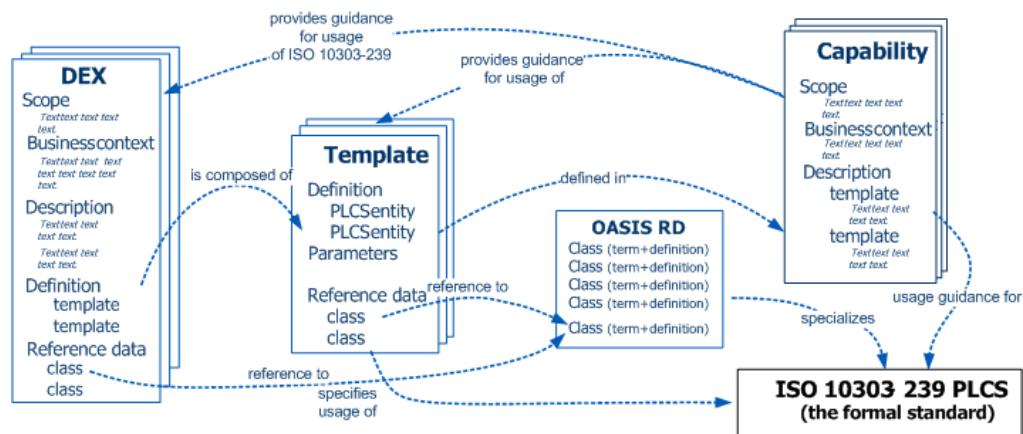 provides guidance
for usage
of ISO 10303-239
provides guidance
for usage of
DEX
Scope
Texttext text text
text.
Businesscontext
Texttext text  text
text text text text
text.
Description
Texttext text
text text.
Texttext text
text text.
Definition
template
template
Reference data
class
class
is composed of
Template
Definition
PLCSentity
PLCSentity
Parameters
Reference data
class
class
defined in
reference to
reference to
specifies
usage of
OASIS RD
Class (term+definition)
Class (term+definition)
Class (term+definition)
Class (term+definition)
Class (term+definition)
Capability
Scope
Texttext text text
text.
Businesscontext
Texttext text text
text.
Description
template
Texttext text
text text.
template
Texttext text
text text.
usage guidance for
specializes
ISO 10303 239 PLCS
(the formal standard)